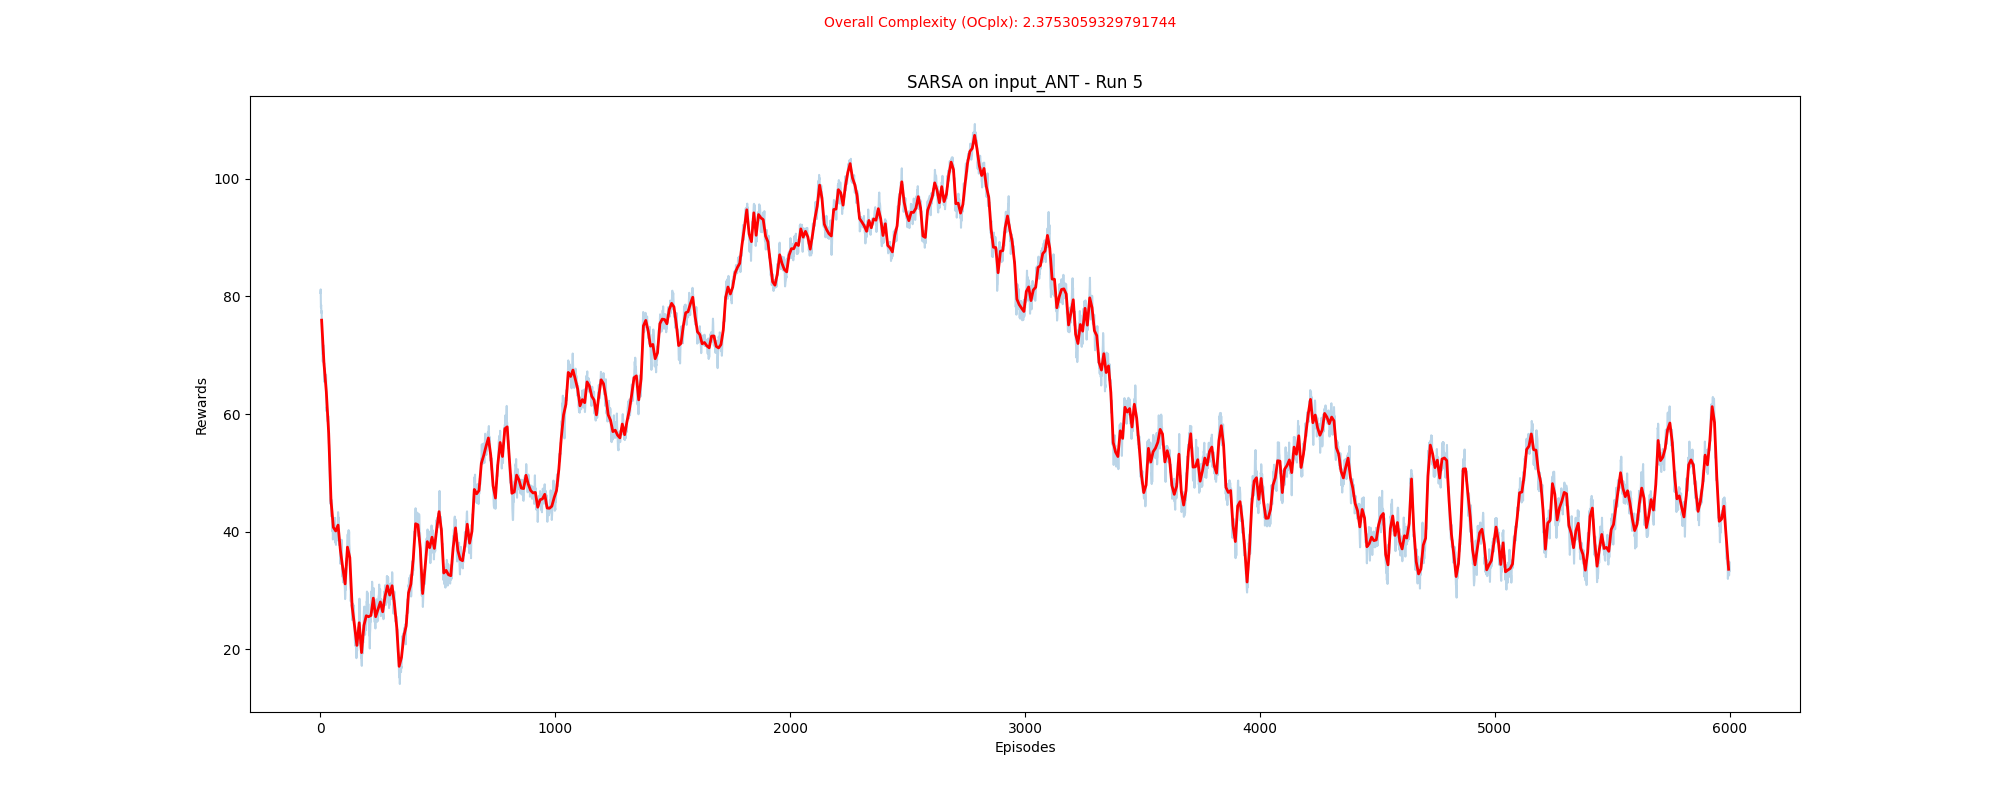 Overall Complexity (OCplx): 2.3753059329791744
SARSA on input_ANT - Run 5
Rewards
100
80
60
40
20
0 1000 2000 3000 4000 5000 6000
Episodes